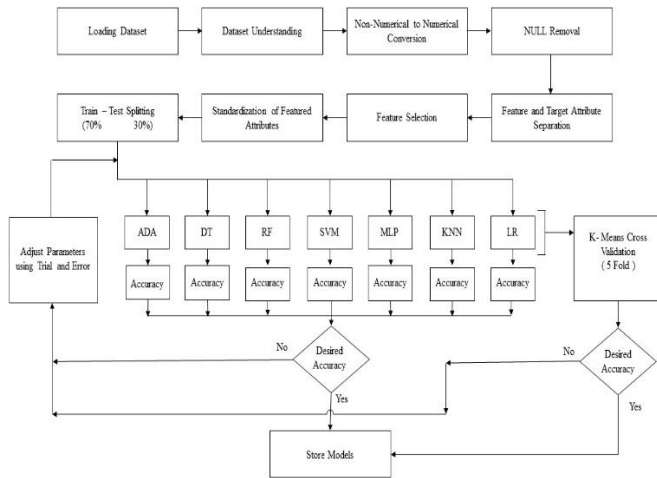 Loading Dataset
Dataset Understanding
Non-Numerical to Numerical
Conversion
NULL Removal
Train – Test Splitting
(70% 30%)
Standardization of Featured
Attributes
Feature Selection
Feature and Target Attribute
Separation
Adjust Parameters
using Trial and Error
ADA
DT
RF
SVM
MLP
KNN
LR
K- Means Cross
Validation
( 5 Fold )
Accuracy
Accuracy
Accuracy
Accuracy
Accuracy
Accuracy
Accuracy
No
Desired
Accuracy
Yes
No
Desired
Accuracy
Yes
Store Models